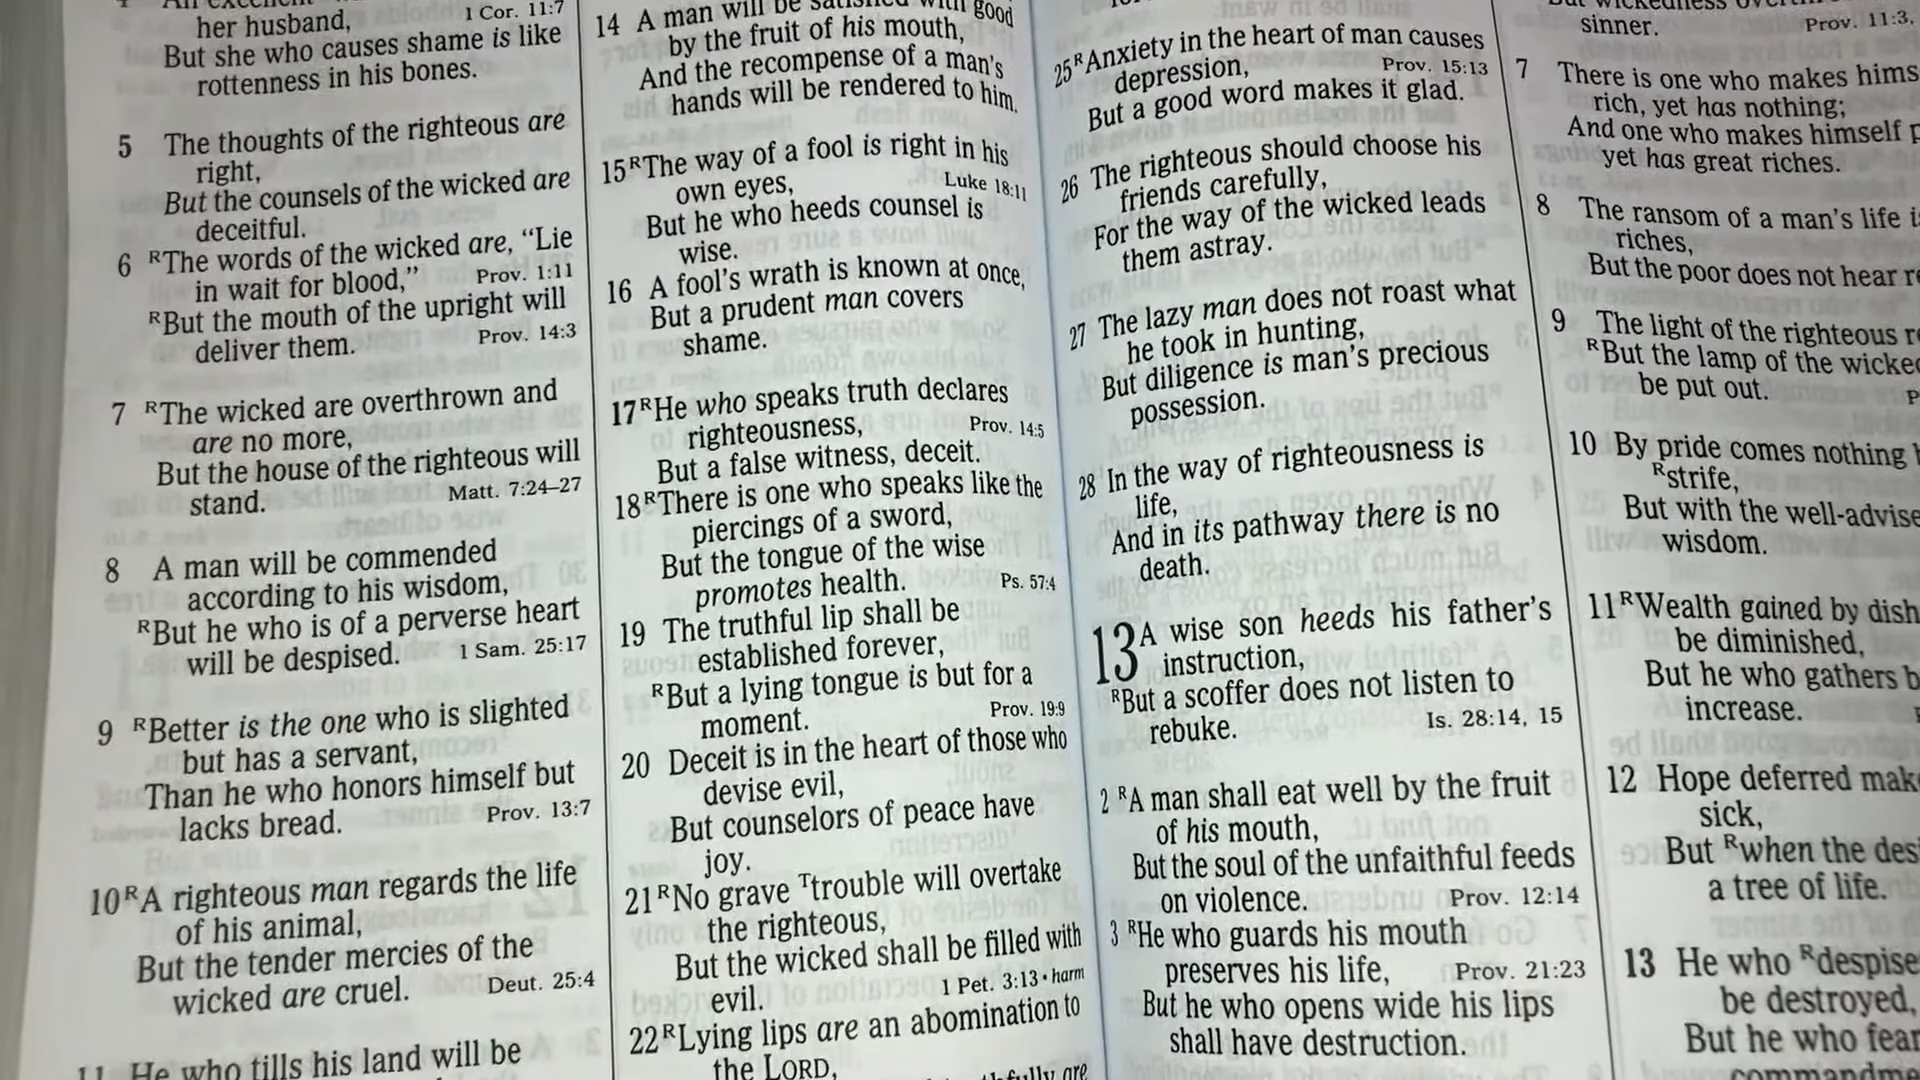 her husband, 1 Cor. 11:7
But she who causes shame is like
rottenness in his bones.
5 The thoughts of the righteous are
right,
But the counsels of the wicked are
deceitful.
6 RThe words of the wicked are, “Lie
in wait for blood,” Prov. 1:11
RBut the mouth of the upright will
deliver them. Prov. 14:3
7 RThe wicked are overthrown and
are no more,
But the house of the righteous will
stand. Matt. 7:24–27
8 A man will be commended
according to his wisdom,
RBut he who is of a perverse heart
will be despised. 1 Sam. 25:17
9 RBetter is the one who is slighted
but has a servant,
Than he who honors himself but
lacks bread. Prov. 13:7
10 RA righteous man regards the life
of his animal,
But the tender mercies of the
wicked are cruel. Deut. 25:4
11 He who tills his land will be
14 A man will be satisfied with good
by the fruit of his mouth,
And the recompense of a man’s
hands will be rendered to him.
15 RThe way of a fool is right in his
own eyes, Luke 18:11
But he who heeds counsel is
wise.
16 A fool’s wrath is known at once,
But a prudent man covers
shame.
17 RHe who speaks truth declares
righteousness, Prov. 14:5
But a false witness, deceit.
18 RThere is one who speaks like the
piercings of a sword,
But the tongue of the wise
promotes health. Ps. 57:4
19 The truthful lip shall be
established forever,
RBut a lying tongue is but for a
moment. Prov. 19:9
20 Deceit is in the heart of those who
devise evil,
But counselors of peace have
joy.
21 RNo grave Ttrouble will overtake
the righteous,
But the wicked shall be filled with
evil. 1 Pet. 3:13 • harm
22 RLying lips are an abomination to
the LORD,
25 RAnxiety in the heart of man causes
depression, Prov. 15:13
But a good word makes it glad.
26 The righteous should choose his
friends carefully,
For the way of the wicked leads
them astray.
27 The lazy man does not roast what
he took in hunting,
But diligence is man’s precious
possession.
28 In the way of righteousness is
life,
And in its pathway there is no
death.
13 A wise son heeds his father’s
instruction,
RBut a scoffer does not listen to
rebuke. Is. 28:14, 15
2 RA man shall eat well by the fruit
of his mouth,
But the soul of the unfaithful feeds
on violence. Prov. 12:14
3 RHe who guards his mouth
preserves his life, Prov. 21:23
But he who opens wide his lips
shall have destruction.
sinner. Prov. 11:3,
7 There is one who makes hims
rich, yet has nothing;
And one who makes himself p
yet has great riches.
8 The ransom of a man’s life i
riches,
But the poor does not hear re
9 The light of the righteous r
RBut the lamp of the wicked
be put out. P
10 By pride comes nothing b
Rstrife,
But with the well-advise
wisdom.
11 RWealth gained by dish
be diminished,
But he who gathers b
increase.
12 Hope deferred make
sick,
But Rwhen the des
a tree of life.
13 He who Rdespise
be destroyed,
But he who fear